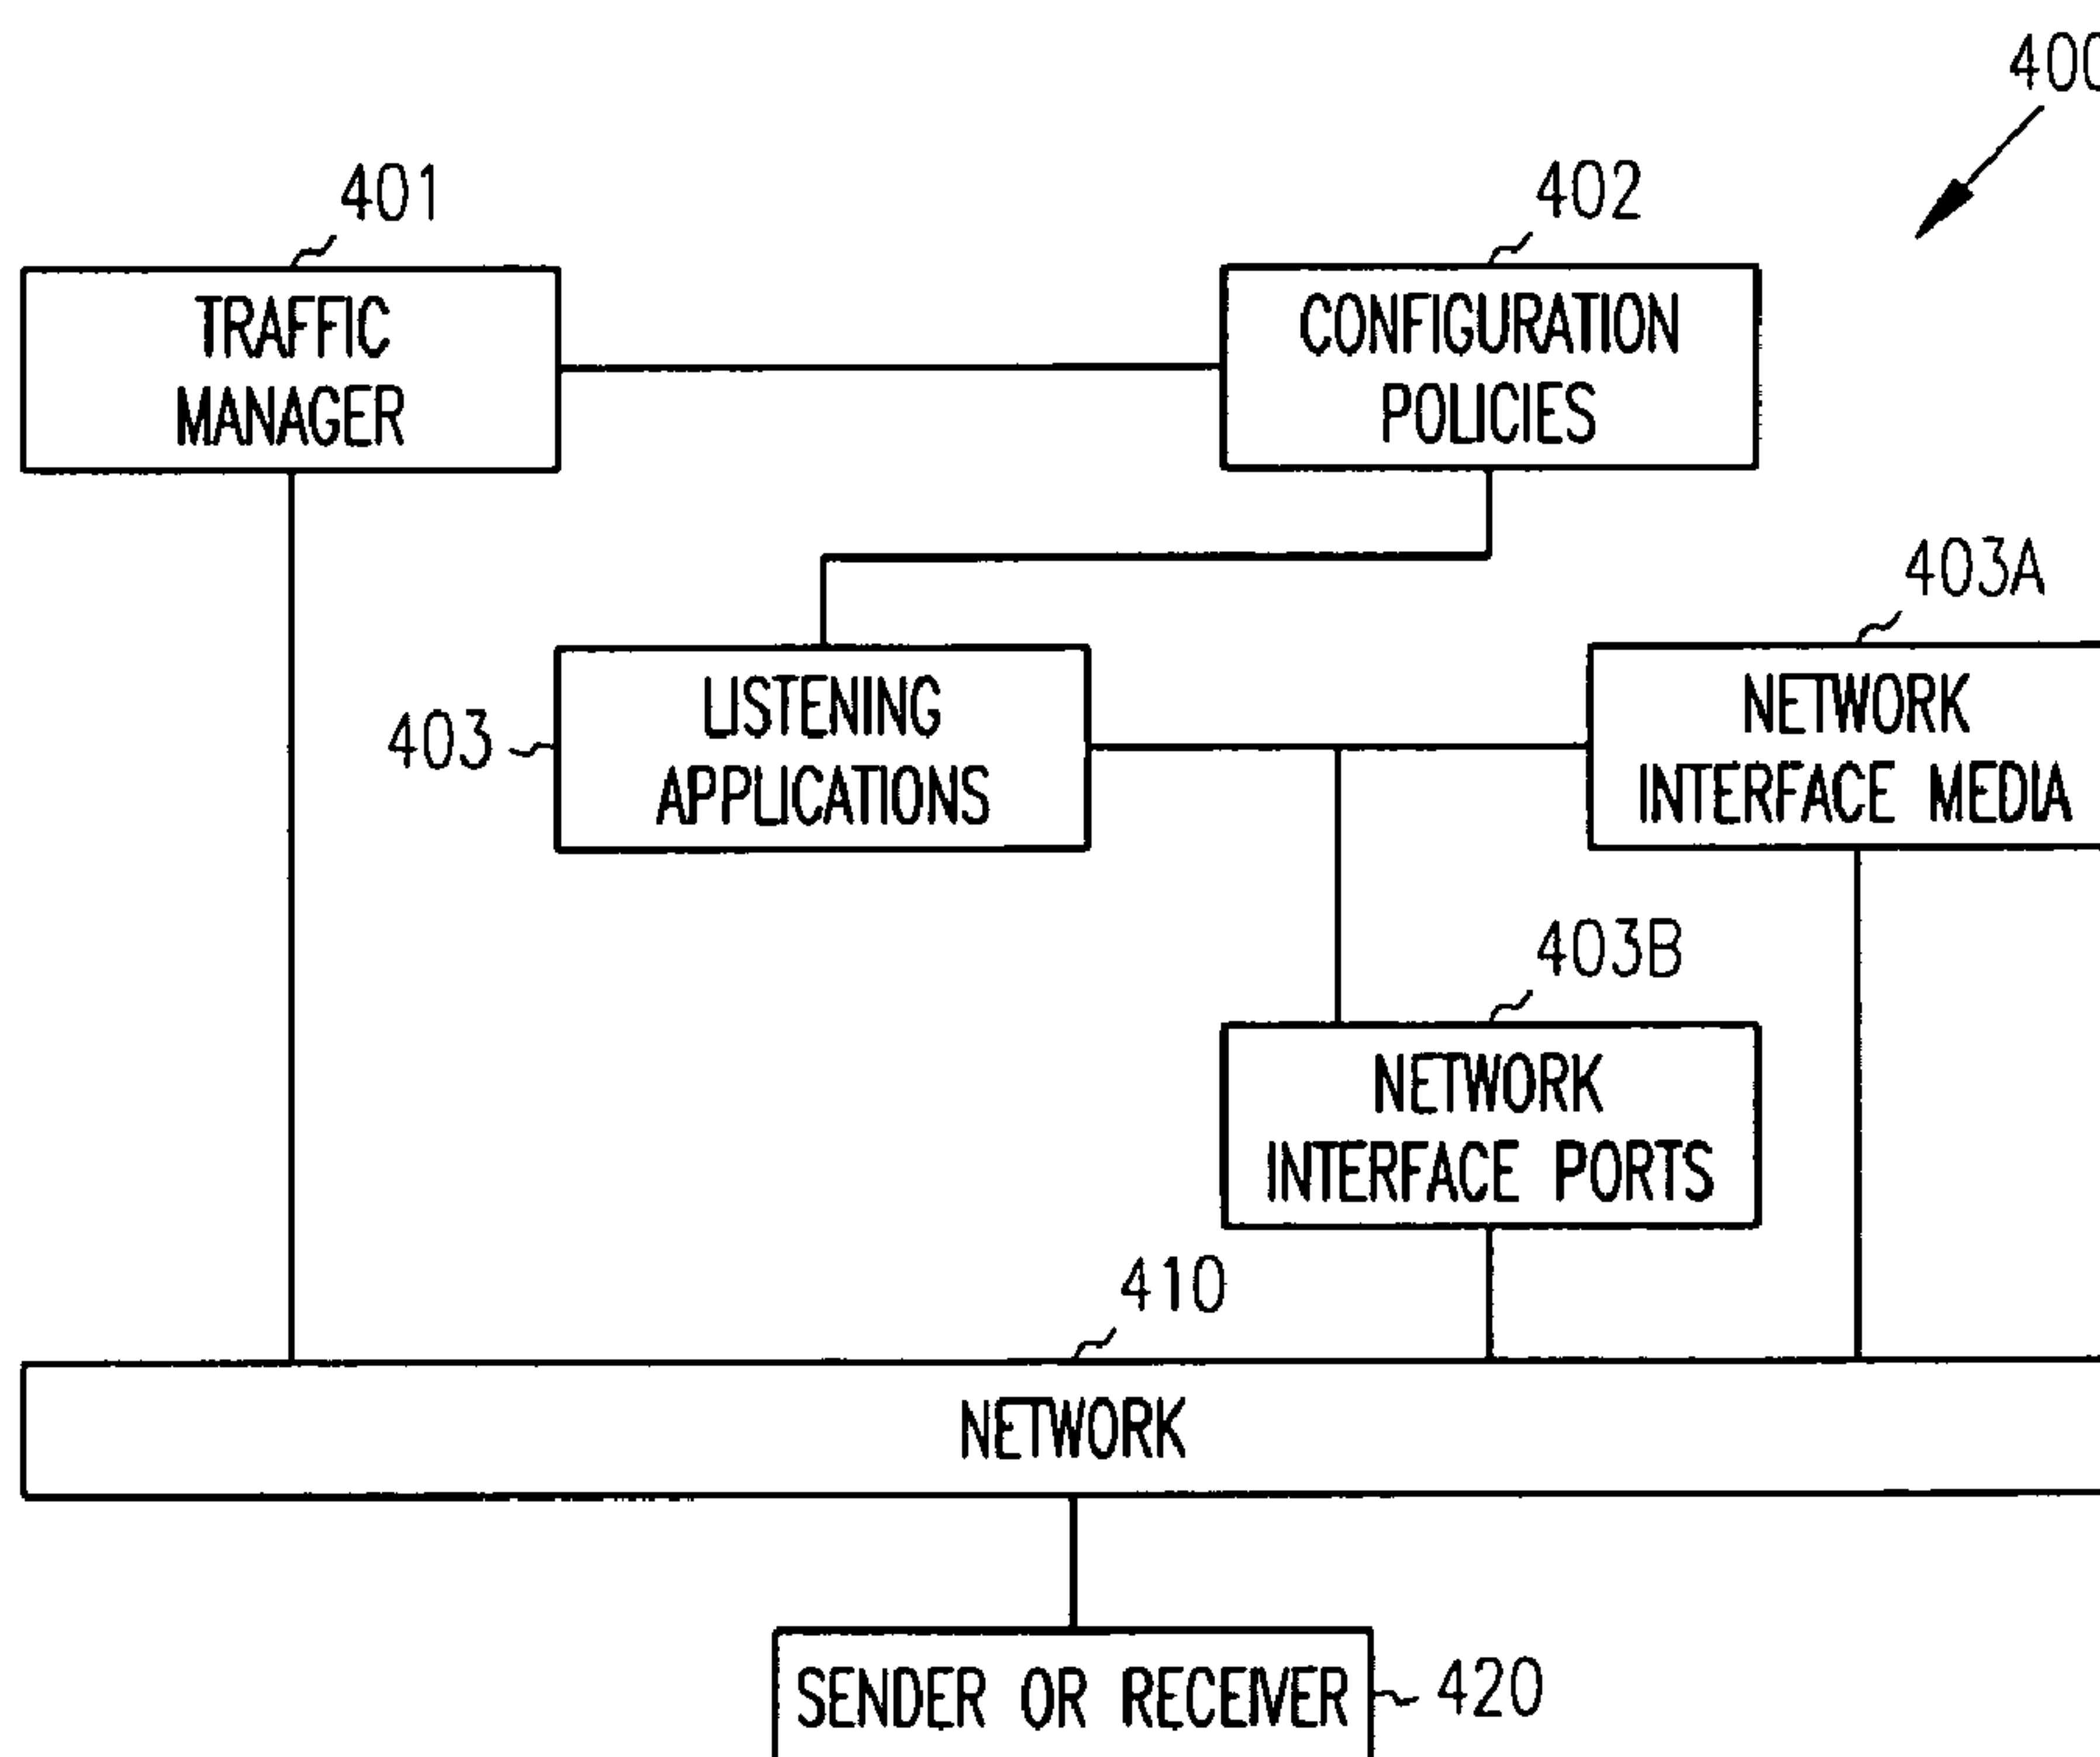 400
401
402
TRAFFIC
MANAGER
CONFIGURATION
POLICIES
403A
403
LISTENING
APPLICATIONS
NETWORK
INTERFACE MEDIA
403B
NETWORK
INTERFACE PORTS
410
NETWORK
SENDER OR RECEIVER
420